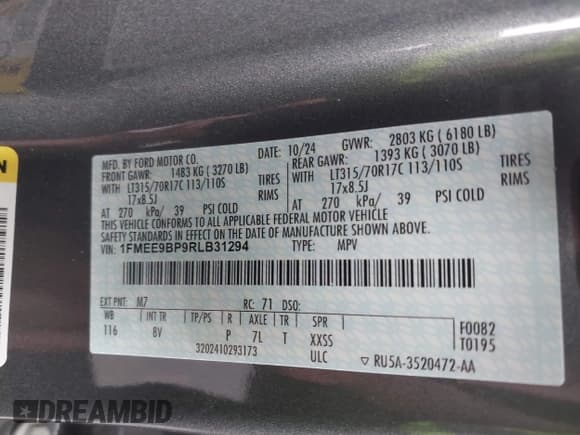 MFD. BY FORD MOTOR CO.
DATE: 10/24 GVWR: 2803 KG ( 6180 LB)
FRONT GAWR: 1483 KG ( 3270 LB) REAR GAWR: 1393 KG ( 3070 LB)
WITH LT315/70R17C 113/110S TIRES WITH LT315/70R17C 113/110S TIRES
17x8.5J RIMS 17x8.5J RIMS
AT 270 kPa/ 39 PSI COLD AT 270 kPa/ 39 PSI COLD
THIS VEHICLE CONFORMS TO ALL APPLICABLE FEDERAL MOTOR VEHICLE
SAFETY STANDARDS IN EFFECT ON THE DATE OF MANUFACTURE SHOWN ABOVE.
VIN: 1FMEE9BP9RLB31294 TYPE: MPV
EXT PNT: M7 RC: 71 DSO:
WB INT TR TP/PS R AXLE TR SPR
116 8V P 7L T XXSS
3202410293173 ULC
F0082
T0195
▽ RU5A-3520472-AA
DREAMBID